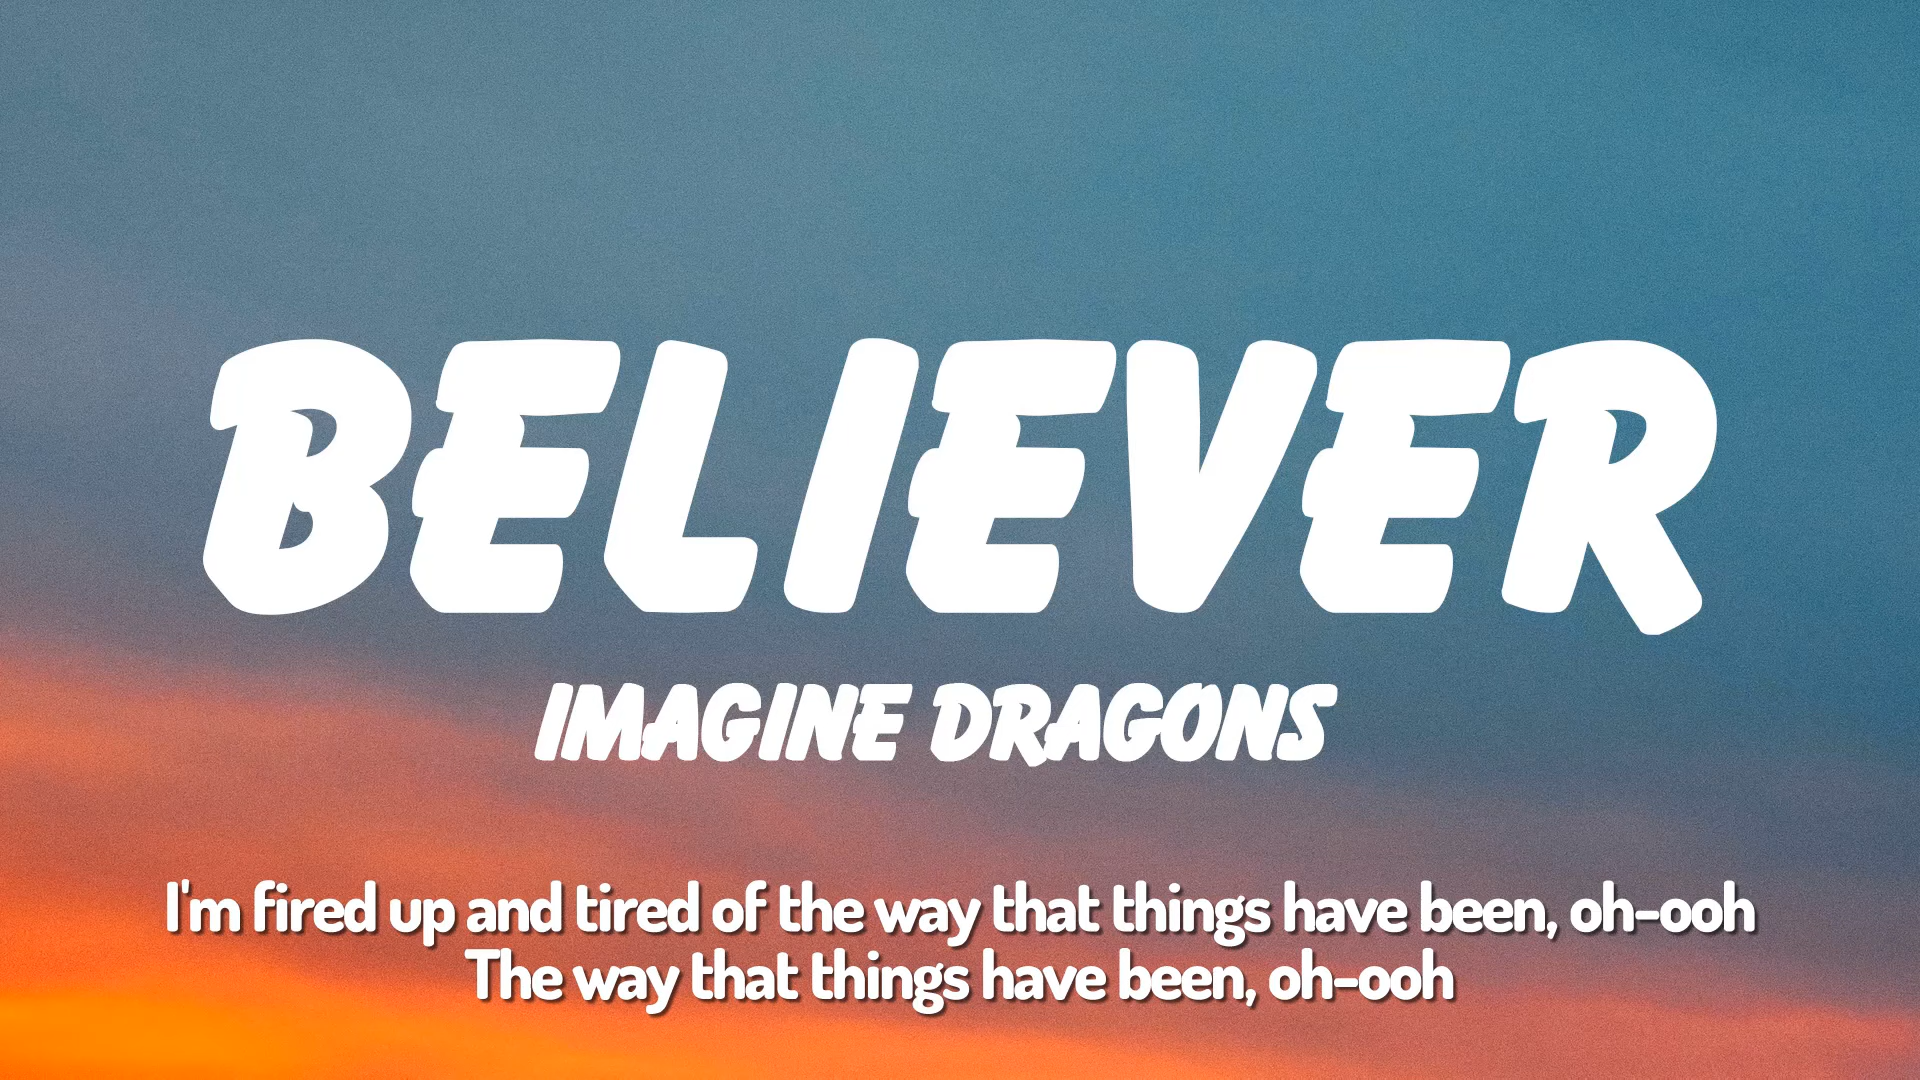 BELIEVER
IMAGINE DRAGONS
I'm fired up and tired of the way that things have been, oh-ooh
The way that things have been, oh-ooh